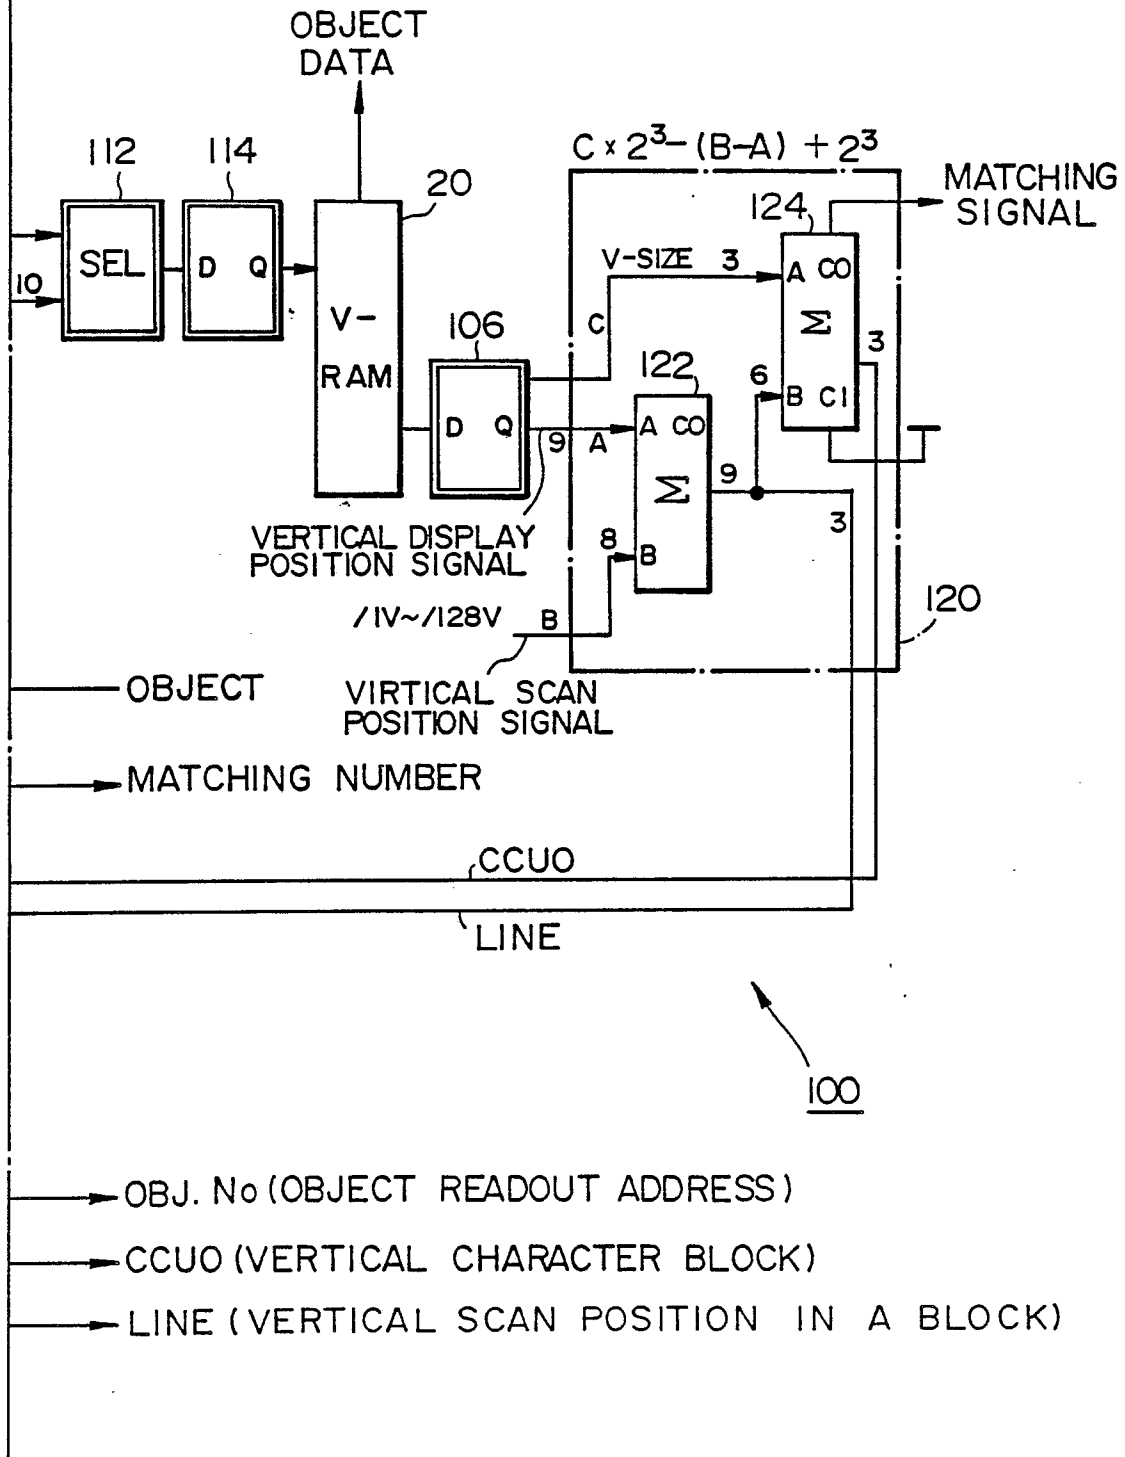 OBJECT
DATA
112
114
20
C × 2³ – (B–A) + 2³
MATCHING
SIGNAL
124
SEL
D Q
10
V–
RAM
V–SIZE 3
A CO
Σ
3
C
106
122
6
B CI
D Q
9
A
A CO
Σ
9
3
VERTICAL DISPLAY
POSITION SIGNAL
8
B
/1V~/128V
B
120
OBJECT
VIRTICAL SCAN
POSITION SIGNAL
MATCHING NUMBER
CCUO
LINE
100
OBJ. No (OBJECT READOUT ADDRESS)
CCUO (VERTICAL CHARACTER BLOCK)
LINE (VERTICAL SCAN POSITION IN A BLOCK)